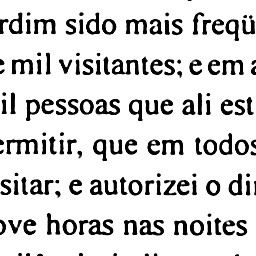 rdim sido mais freqü
e mil visitantes; e em a
il pessoas que ali est
ermitir, que em todos
sitar; e autorizei o di
ove horas nas noites